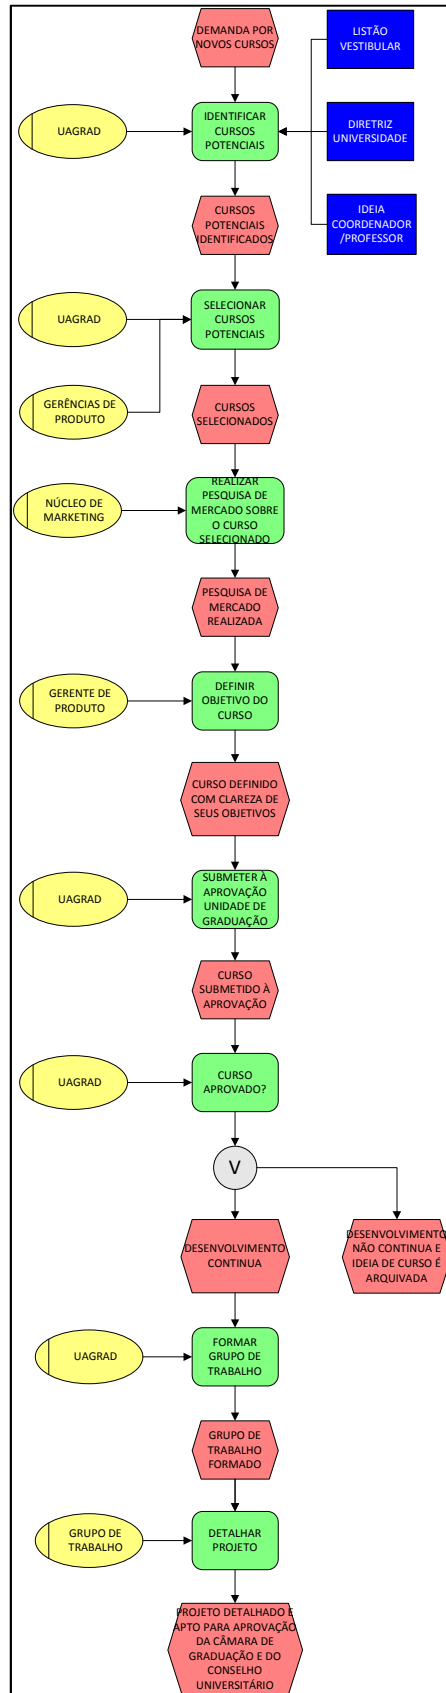 DEMANDA POR
NOVOS CURSOS
LISTÃO
VESTIBULAR
UAGRAD
IDENTIFICAR
CURSOS
POTENCIAIS
DIRETRIZ
UNIVERSIDADE
CURSOS
POTENCIAIS
IDENTIFICADOS
IDEIA
COORDENADOR
/PROFESSOR
UAGRAD
SELECIONAR
CURSOS
POTENCIAIS
GERÊNCIAS DE
PRODUTO
CURSOS
SELECIONADOS
NÚCLEO DE
MARKETING
REALIZAR
PESQUISA DE
MERCADO SOBRE
O CURSO
SELECIONADO
PESQUISA DE
MERCADO
REALIZADA
GERENTE DE
PRODUTO
DEFINIR
OBJETIVO DO
CURSO
CURSO DEFINIDO
COM CLAREZA DE
SEUS OBJETIVOS
UAGRAD
SUBMETER À
APROVAÇÃO
UNIDADE DE
GRADUAÇÃO
CURSO
SUBMETIDO À
APROVAÇÃO
UAGRAD
CURSO
APROVADO?
V
DESENVOLVIMENTO
CONTINUA
DESENVOLVIMENTO
NÃO CONTINUA E
IDEIA DE CURSO É
ARQUIVADA
UAGRAD
FORMAR
GRUPO DE
TRABALHO
GRUPO DE
TRABALHO
FORMADO
GRUPO DE
TRABALHO
DETALHAR
PROJETO
PROJETO DETALHADO E
APTO PARA APROVAÇÃO
DA CÂMARA DE
GRADUAÇÃO E DO
CONSELHO
UNIVERSITÁRIO